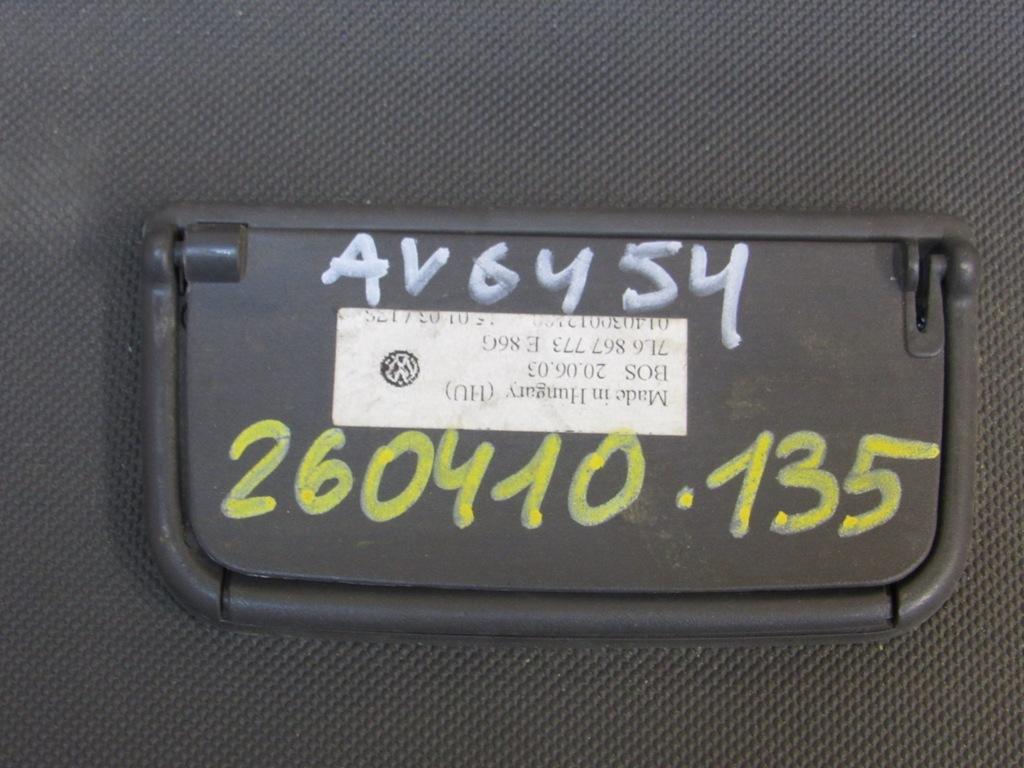 AV6454
Made in Hungary (HU)
BOS 20.06.03
7L6 867 773 E 86G
260410.135